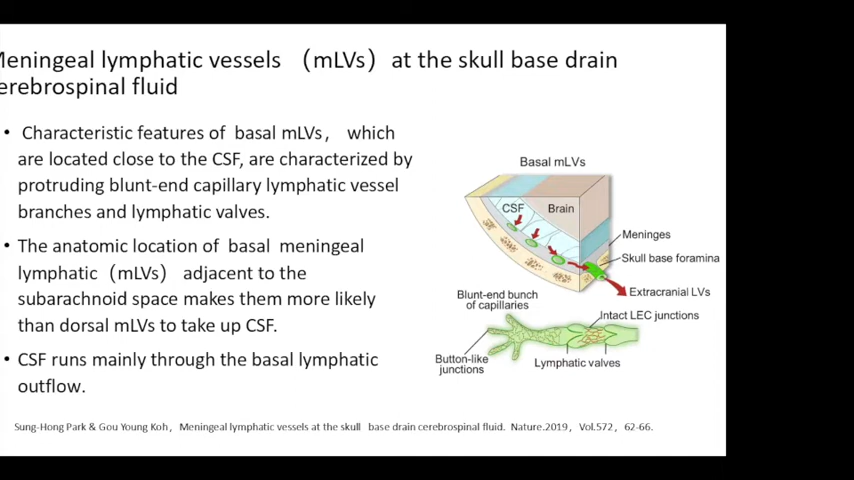 Meningeal lymphatic vessels （mLVs）at the skull base drain
cerebrospinal fluid
• Characteristic features of basal mLVs， which
are located close to the CSF, are characterized by
protruding blunt-end capillary lymphatic vessel
branches and lymphatic valves.
• The anatomic location of basal meningeal
lymphatic（mLVs） adjacent to the
subarachnoid space makes them more likely
than dorsal mLVs to take up CSF.
• CSF runs mainly through the basal lymphatic
outflow.
Basal mLVs
CSF
Brain
Meninges
Skull base foramina
Extracranial LVs
Blunt-end bunch
of capillaries
Intact LEC junctions
Button-like
junctions
Lymphatic valves
Sung-Hong Park & Gou Young Koh，Meningeal lymphatic vessels at the skull base drain cerebrospinal fluid. Nature.2019，Vol.572，62-66.